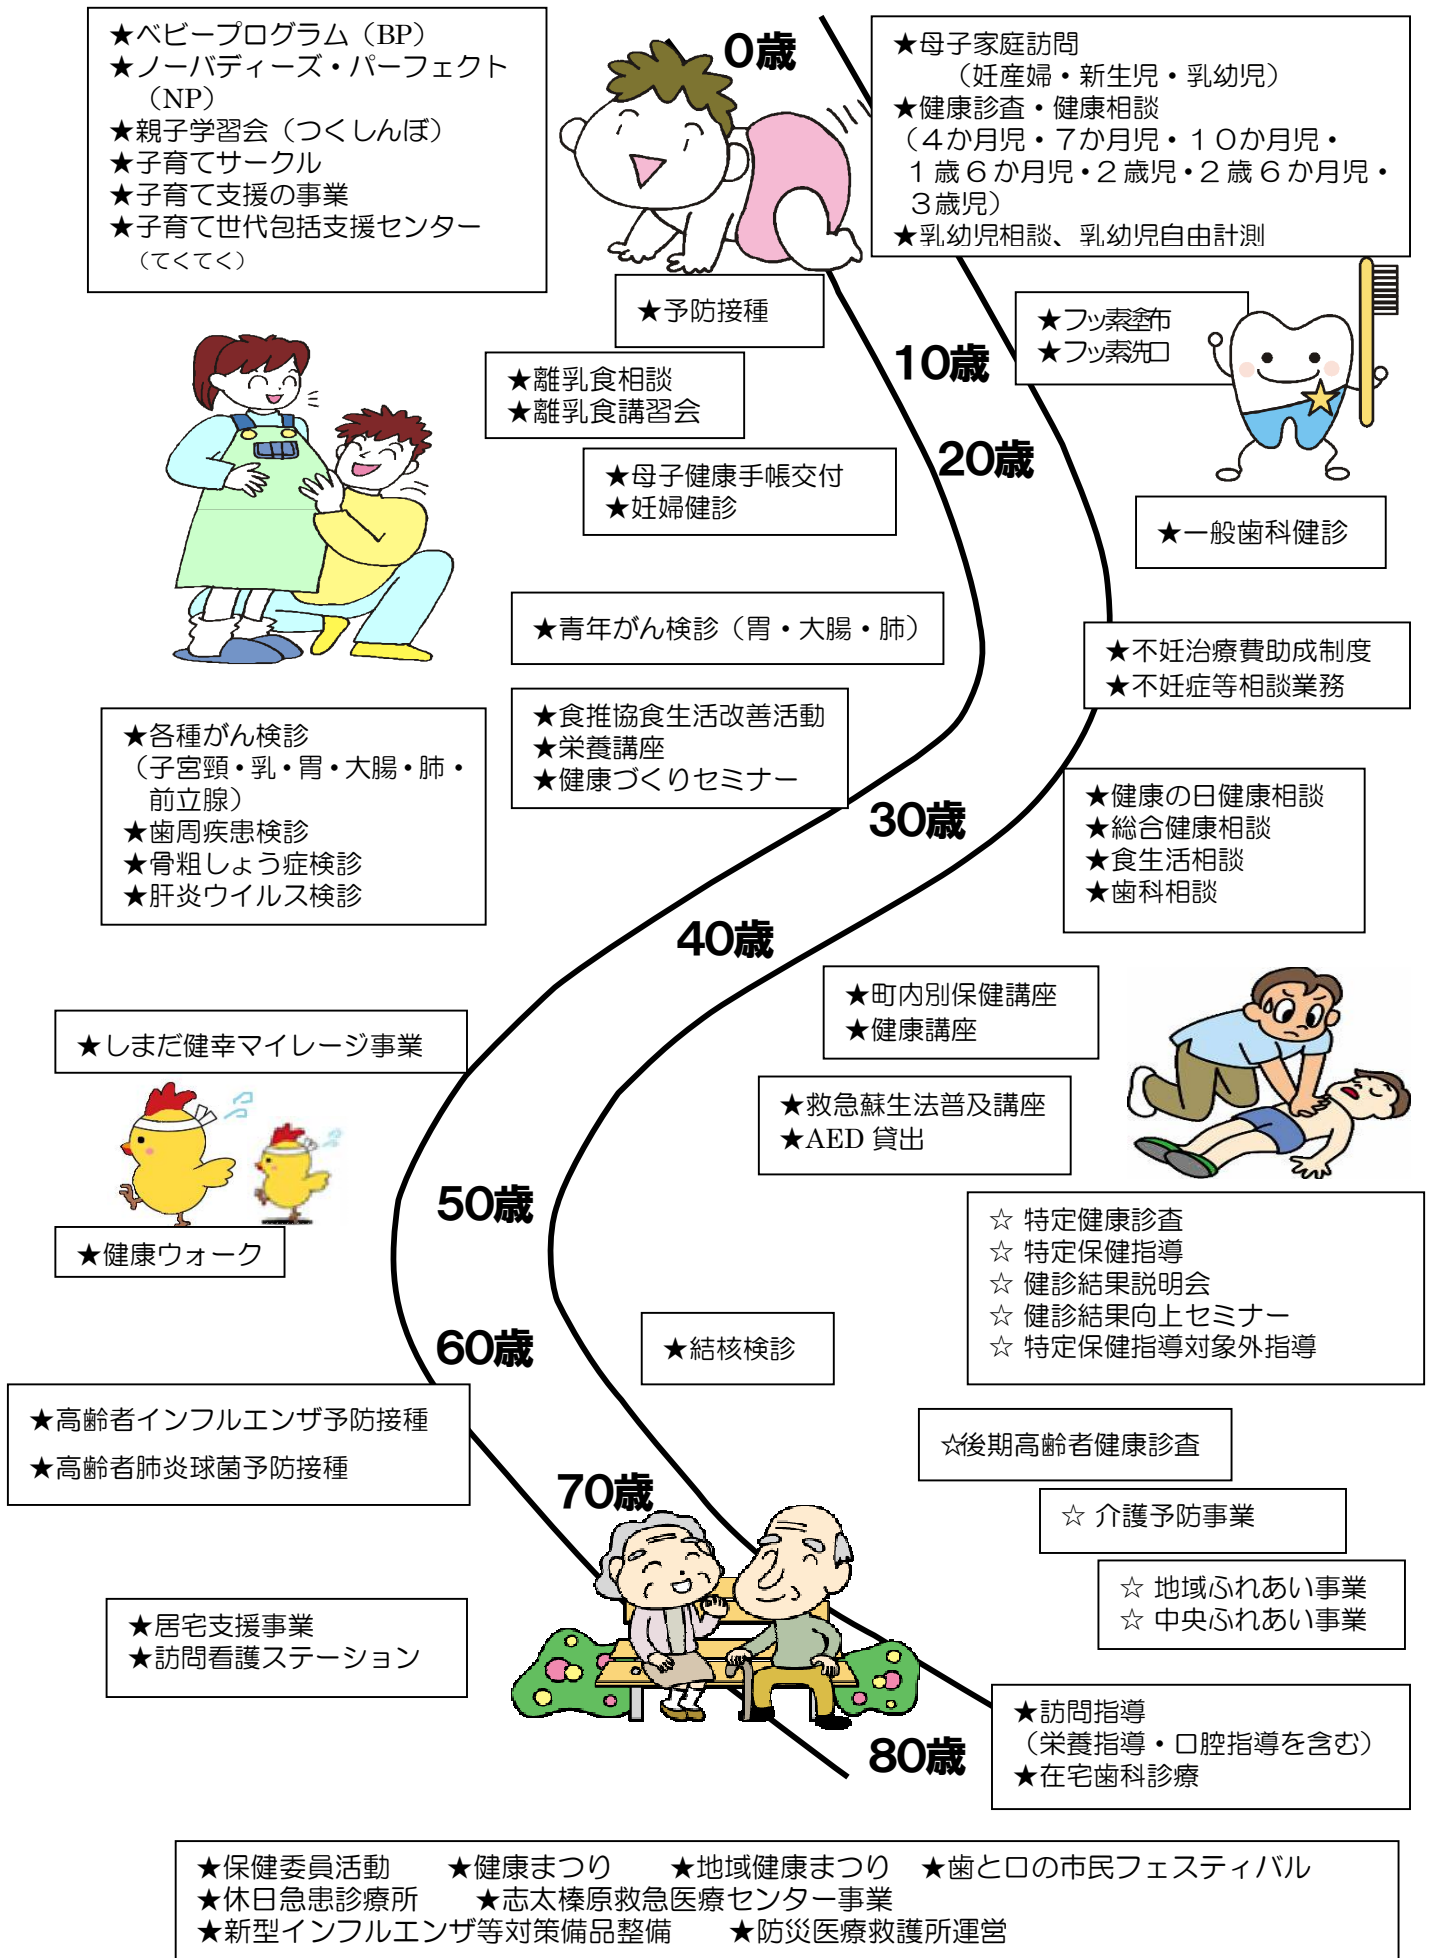 ★ベビープログラム（BP）
★ノーバディーズ・パーフェクト
（NP）
★親子学習会（つくしんぼ）
★子育てサークル
★子育て支援の事業
★子育て世代包括支援センター
（てくてく）
0歳
★母子家庭訪問
（妊産婦・新生児・乳幼児）
★健康診査・健康相談
（４か月児・７か月児・１０か月児・
１歳６か月児・２歳児・２歳６か月児・
３歳児）
★乳幼児相談、乳幼児自由計測
★予防接種
★フッ素塗布
★フッ素洗口
10歳
★離乳食相談
★離乳食講習会
20歳
★母子健康手帳交付
★妊婦健診
★一般歯科健診
★青年がん検診（胃・大腸・肺）
★不妊治療費助成制度
★不妊症等相談業務
★各種がん検診
（子宮頸・乳・胃・大腸・肺・
前立腺）
★歯周疾患検診
★骨粗しょう症検診
★肝炎ウイルス検診
★食推協食生活改善活動
★栄養講座
★健康づくりセミナー
30歳
★健康の日健康相談
★総合健康相談
★食生活相談
★歯科相談
40歳
★町内別保健講座
★健康講座
★しまだ健幸マイレージ事業
★救急蘇生法普及講座
★AED 貸出
50歳
★健康ウォーク
☆ 特定健康診査
☆ 特定保健指導
☆ 健診結果説明会
☆ 健診結果向上セミナー
☆ 特定保健指導対象外指導
60歳
★結核検診
★高齢者インフルエンザ予防接種
★高齢者肺炎球菌予防接種
☆後期高齢者健康診査
70歳
☆ 介護予防事業
☆ 地域ふれあい事業
☆ 中央ふれあい事業
★居宅支援事業
★訪問看護ステーション
★訪問指導
（栄養指導・口腔指導を含む）
★在宅歯科診療
80歳
★保健委員活動　★健康まつり　★地域健康まつり　★歯と口の市民フェスティバル
★休日急患診療所　★志太榛原救急医療センター事業
★新型インフルエンザ等対策備品整備　★防災医療救護所運営